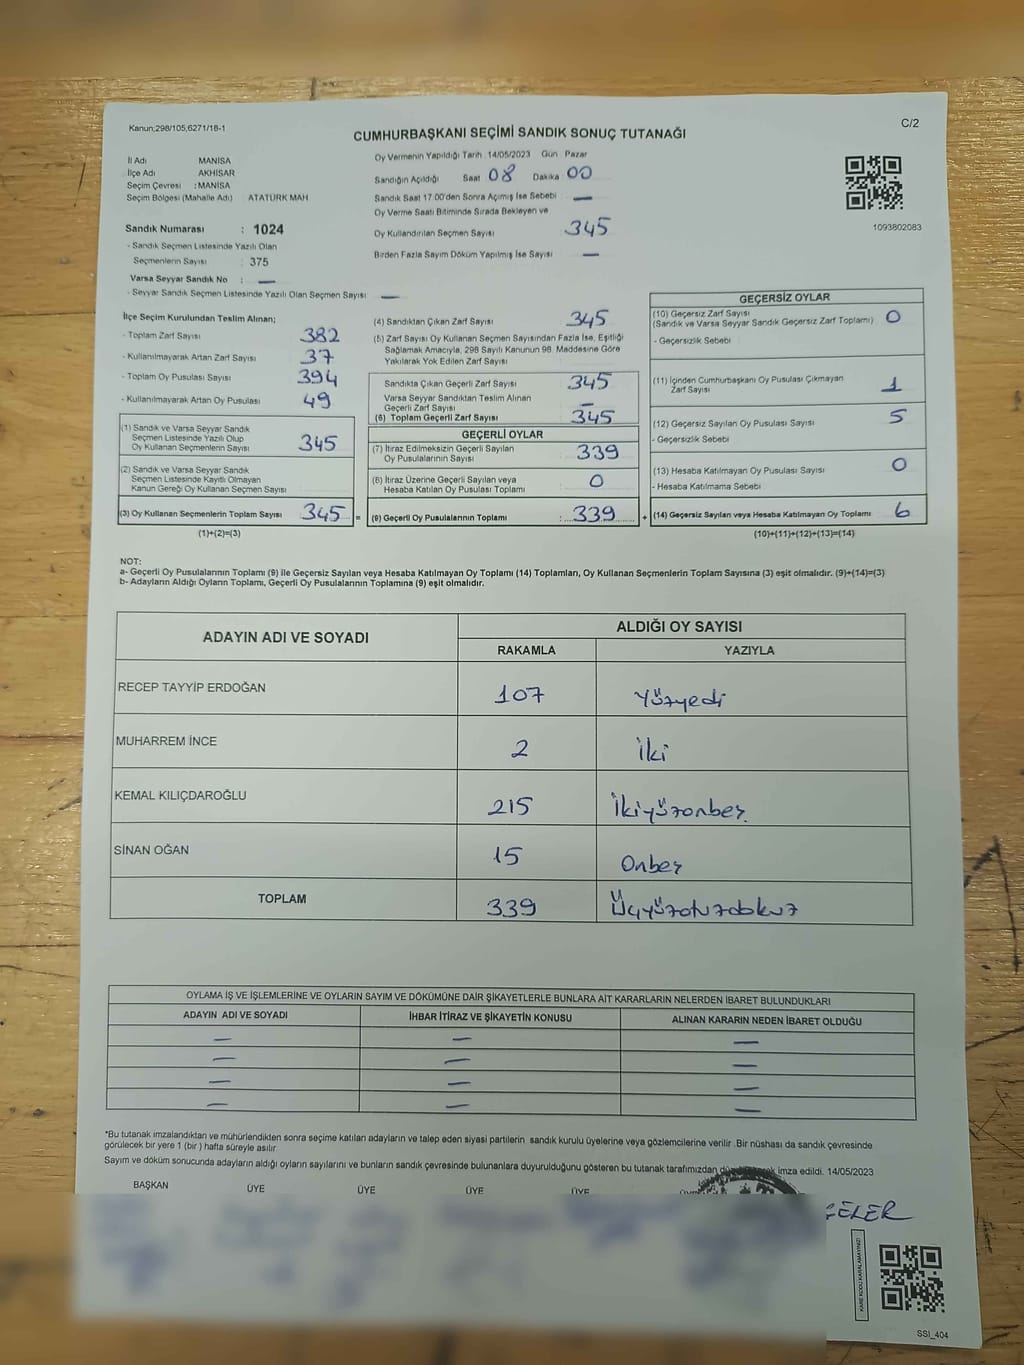 Kanun;298/105,6271/18-1
C/2
CUMHURBAŞKANI SEÇİMİ SANDIK SONUÇ TUTANAĞI
İl Adı MANİSA
İlçe Adı AKHİSAR
Seçim Çevresi : MANİSA
Seçim Bölgesi (Mahalle Adı) ATATÜRK MAH.
Sandık Numarası : 1024
- Sandık Seçmen Listesinde Yazılı Olan
Seçmenlerin Sayısı : 375
Varsa Seyyar Sandık No : —
- Seyyar Sandık Seçmen Listesinde Yazılı Olan Seçmen Sayısı —
Oy Vermenin Yapıldığı Tarih 14/05/2023 Gün Pazar
Sandığın Açıldığı Saat 08 Dakika 00
Sandık Saat 17.00'den Sonra Açımış İse Sebebi —
Oy Verme Saati Bitiminde Sırada Bekleyen ve
Oy Kullandırılan Seçmen Sayısı 345
Birden Fazla Sayım Döküm Yapılmış İse Sayısı —
1093802083
İlçe Seçim Kurulundan Teslim Alınan;
- Toplam Zarf Sayısı 382
- Kullanılmayarak Artan Zarf Sayısı 37
- Toplam Oy Pusulası Sayısı 394
- Kullanılmayarak Artan Oy Pusulası 49
(1) Sandık ve Varsa Seyyar Sandık
Seçmen Listesinde Yazılı Olup
Oy Kullanan Seçmenlerin Sayısı 345
(2) Sandık ve Varsa Seyyar Sandık
Seçmen Listesinde Kayıtlı Olmayan
Kanun Gereği Oy Kullanan Seçmen Sayısı
(3) Oy Kullanan Seçmenlerin Toplam Sayısı 345 =
(1)+(2)=(3)
(4) Sandıktan Çıkan Zarf Sayısı 345
(5) Zarf Sayısı Oy Kullanan Seçmen Sayısından Fazla İse, Eşitliği
Sağlamak Amacıyla, 298 Sayılı Kanunun 98. Maddesine Göre
Yakılarak Yok Edilen Zarf Sayısı
Sandıkta Çıkan Geçerli Zarf Sayısı 345
Varsa Seyyar Sandıktan Teslim Alınan
Geçerli Zarf Sayısı —
(6) Toplam Geçerli Zarf Sayısı 345
GEÇERLİ OYLAR
(7) İtiraz Edilmeksizin Geçerli Sayılan
Oy Pusulalarının Sayısı 339
(8) İtiraz Üzerine Geçerli Sayılan veya
Hesaba Katılan Oy Pusulası Toplamı 0
(9) Geçerli Oy Pusulalarının Toplamı : 339 +
GEÇERSİZ OYLAR
(10) Geçersiz Zarf Sayısı
(Sandık ve Varsa Seyyar Sandık Geçersiz Zarf Toplamı) 0
- Geçersizlik Sebebi
(11) İçinden Cumhurbaşkanı Oy Pusulası Çıkmayan
Zarf Sayısı 1
(12) Geçersiz Sayılan Oy Pusulası Sayısı 5
- Geçersizlik Sebebi
(13) Hesaba Katılmayan Oy Pusulası Sayısı 0
- Hesaba Katılmama Sebebi
(14) Geçersiz Sayılan veya Hesaba Katılmayan Oy Toplamı 6
(10)+(11)+(12)+(13)=(14)
NOT:
a- Geçerli Oy Pusulalarının Toplamı (9) ile Geçersiz Sayılan veya Hesaba Katılmayan Oy Toplamı (14) Toplamları, Oy Kullanan Seçmenlerin Toplam Sayısına (3) eşit olmalıdır. (9)+(14)=(3)
b- Adayların Aldığı Oyların Toplamı, Geçerli Oy Pusulalarının Toplamına (9) eşit olmalıdır.
ADAYIN ADI VE SOYADI ALDIĞI OY SAYISI
RAKAMLA YAZIYLA
RECEP TAYYİP ERDOĞAN 107 Yüzyedi
MUHARREM İNCE 2 İki
KEMAL KILIÇDAROĞLU 215 İkiyüzonbeş
SİNAN OĞAN 15 Onbeş
TOPLAM 339 Üçyüzotuzdokuz
OYLAMA İŞ VE İŞLEMLERİNE VE OYLARIN SAYIM VE DÖKÜMÜNE DAİR ŞİKAYETLERLE BUNLARA AİT KARARLARIN NELERDEN İBARET BULUNDUKLARI
ADAYIN ADI VE SOYADI İHBAR İTİRAZ VE ŞİKAYETİN KONUSU ALINAN KARARIN NEDEN İBARET OLDUĞU
— — —
— — —
— — —
— — —
*Bu tutanak imzalandıktan ve mühürlendikten sonra seçime katılan adayların ve talep eden siyasi partilerin sandık kurulu üyelerine veya gözlemcilerine verilir. Bir nüshası da sandık çevresinde
görülecek bir yere 1 (bir ) hafta süreyle asılır.
Sayım ve döküm sonucunda adayların aldığı oyların sayılarını ve bunların sandık çevresinde bulunanlara duyurulduğunu gösteren bu tutanak tarafımızdan imza edildi. 14/05/2023
BAŞKAN ÜYE ÜYE ÜYE ÜYE
KARE KODU KARALAMAYINIZ!
SSI_404